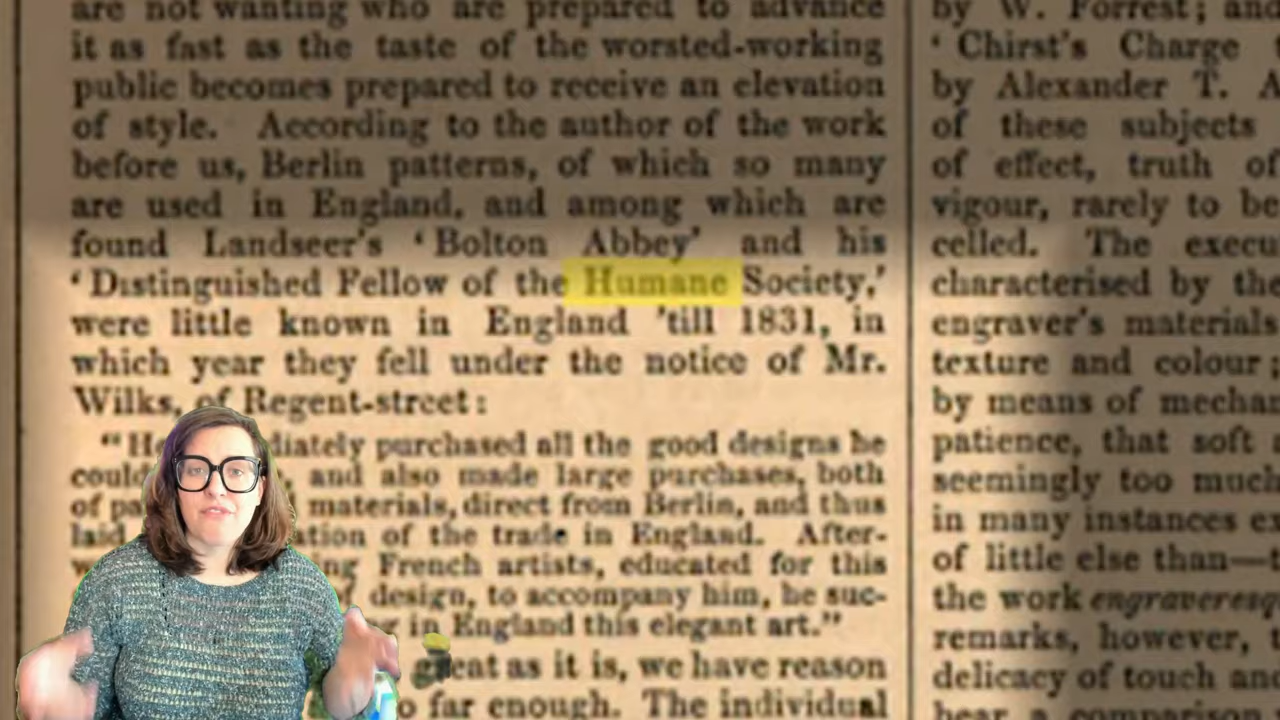 are not wanting who are prepared to advance
it as fast as the taste of the worsted-working
public becomes prepared to receive an elevation
of style. According to the author of the work
before us, Berlin patterns, of which so many
are used in England, and among which are
found Landseer's ‘Bolton Abbey’ and his
‘Distinguished Fellow of the Humane Society,’
were little known in England ’till 1831, in
which year they fell under the notice of Mr.
Wilks, of Regent-street:
"He diately purchased all the good designs he
could and also made large purchases, both
of materials, direct from Berlin, and thus
laid ation of the trade in England. After-
French artists, educated for this
design, to accompany him, he suc-
in England this elegant art."
great as it is, we have reason
so far enough. The individual
by W. Forrest; and
‘Chirst's Charge
by Alexander T. A
of these subjects
of effect, truth of
vigour, rarely to be
celled. The execu
characterised by the
engraver's materials
texture and colour;
by means of mechan
patience, that soft
seemingly too much
in many instances ex
of little else than—t
the work engraveresq
remarks, however, t
delicacy of touch and
bear a comparison